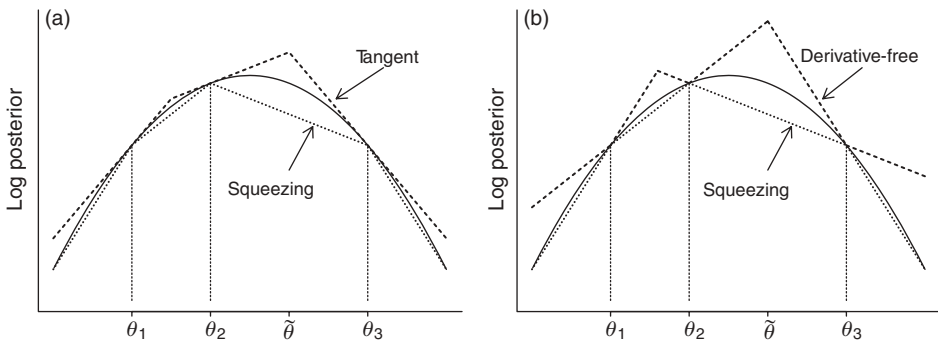 (a)
Log posterior
Tangent
Squeezing
θ1 θ2 θ̃ θ3
(b)
Log posterior
Derivative-free
Squeezing
θ1 θ2 θ̃ θ3